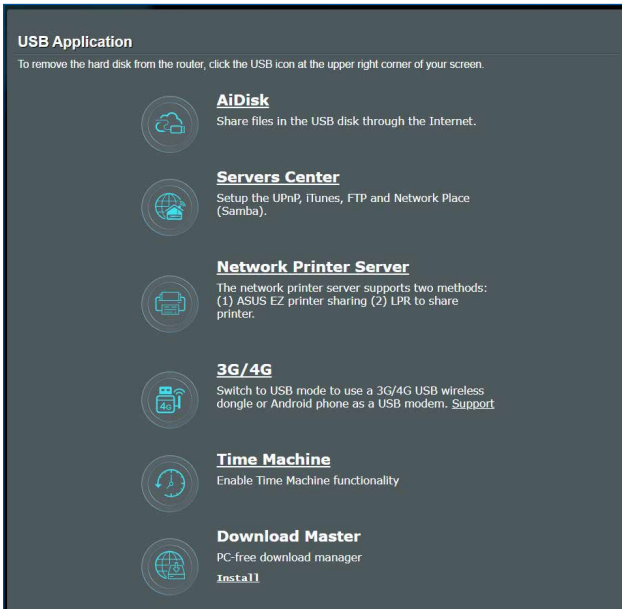 USB Application
To remove the hard disk from the router, click the USB icon at the upper right corner of your screen.
AiDisk
Share files in the USB disk through the Internet.
Servers Center
Setup the UPnP, iTunes, FTP and Network Place
(Samba).
Network Printer Server
The network printer server supports two methods:
(1) ASUS EZ printer sharing (2) LPR to share
printer.
3G/4G
4G
Switch to USB mode to use a 3G/4G USB wireless
dongle or Android phone as a USB modem. Support
Time Machine
Enable Time Machine functionality
Download Master
PC-free download manager
Install